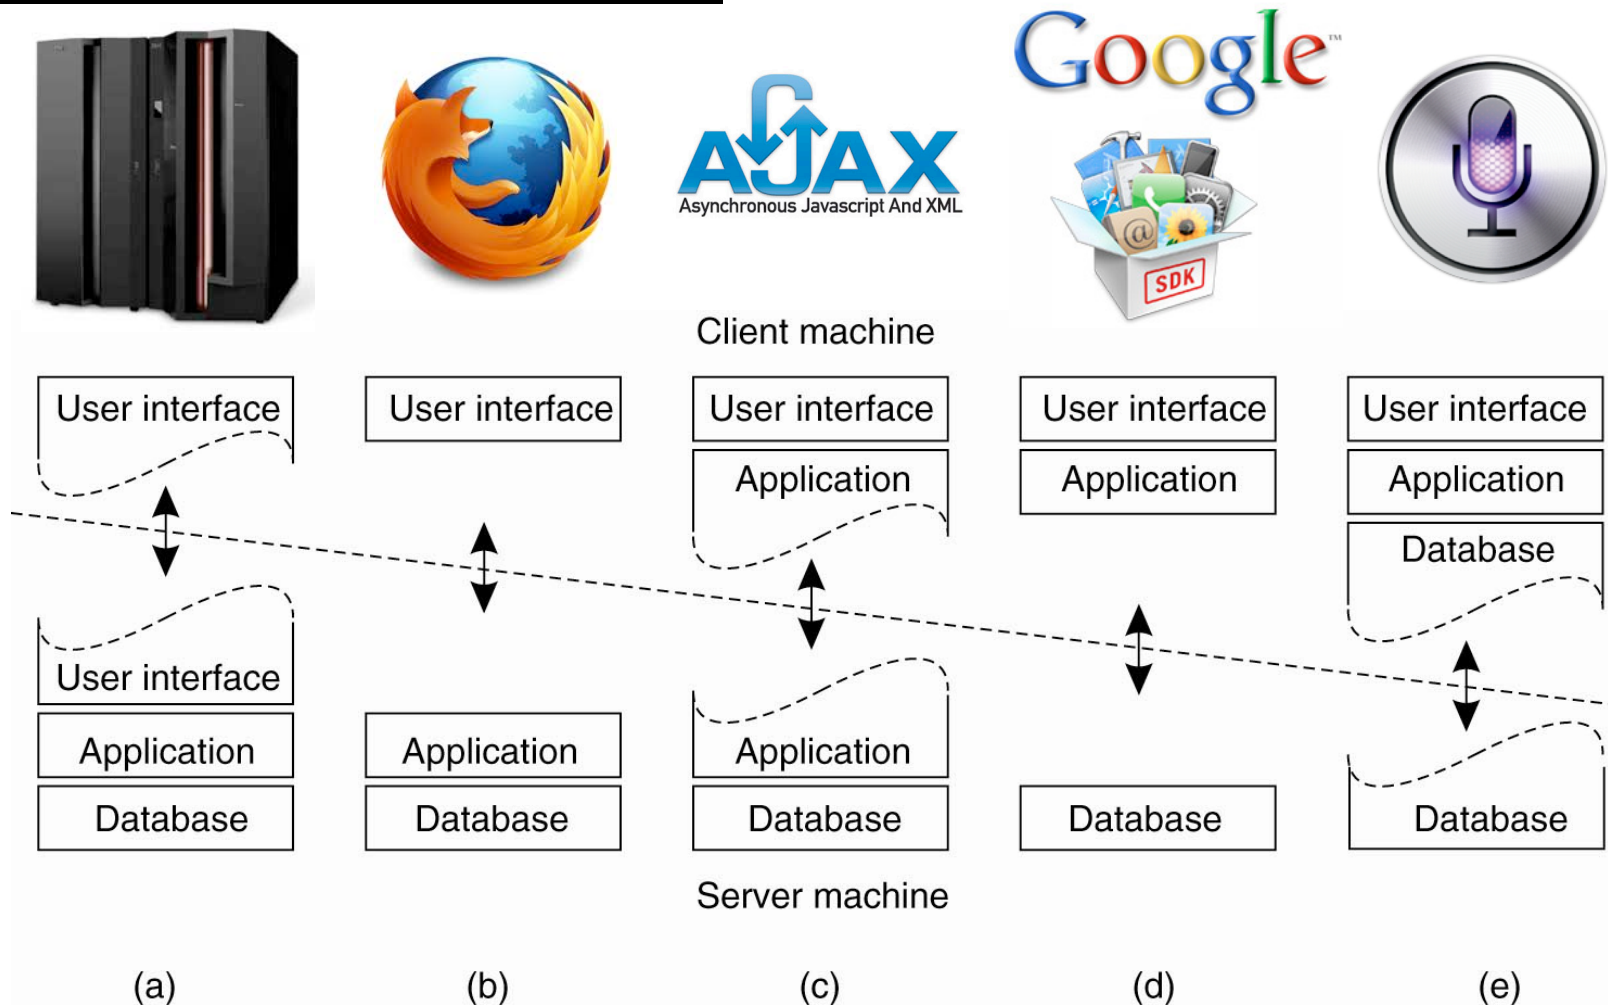 Google™
AJAX
Asynchronous Javascript And XML
SDK
@
Client machine
User interface User interface User interface User interface User interface
Application Application Application
Database
User interface
Application Application Application
Database Database Database Database Database
Server machine
(a) (b) (c) (d) (e)